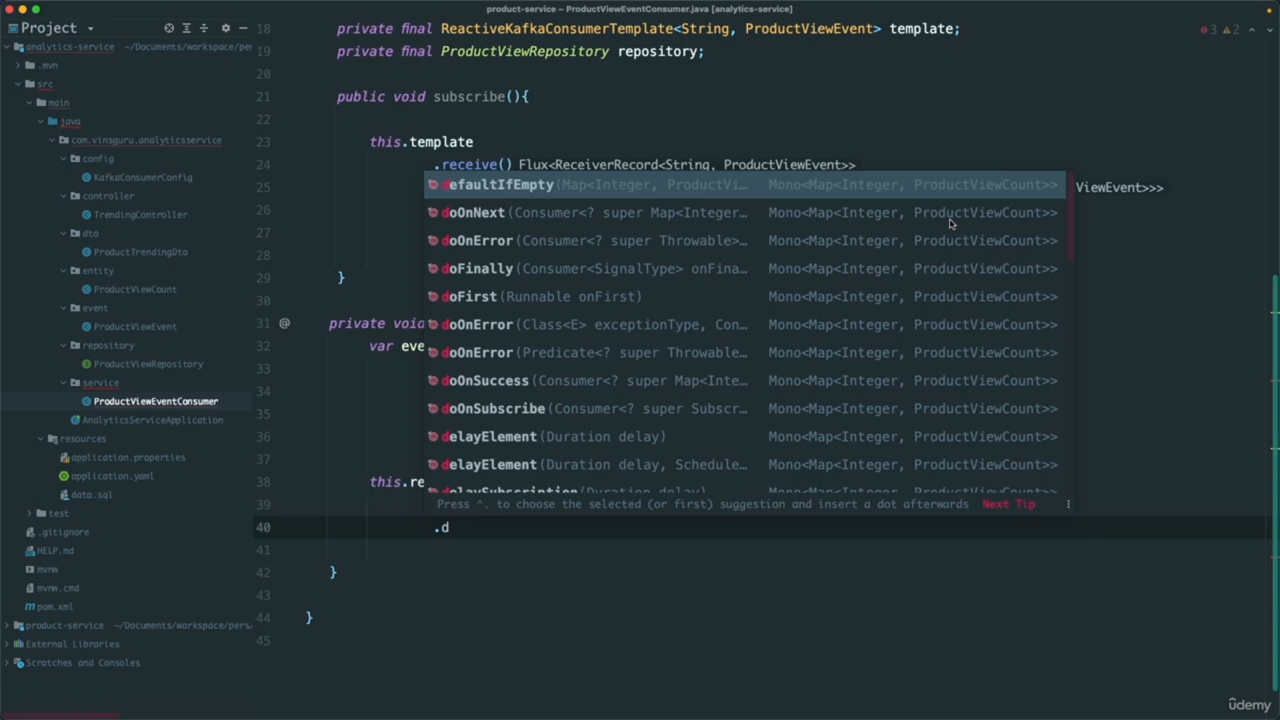 product-service – ProductViewEventConsumer.java [analytics-service]
Project
analytics-service ~/Documents/workspace/per
.mvn
src
main
java
com.vinsguru.analyticsservice
config
KafkaConsumerConfig
controller
TrendingController
dto
ProductTrendingDto
entity
ProductViewCount
event
ProductViewEvent
repository
ProductViewRepository
service
ProductViewEventConsumer
AnalyticsServiceApplication
resources
application.properties
application.yaml
data.sql
test
.gitignore
HELP.md
mvnw
mvnw.cmd
pom.xml
product-service ~/Documents/workspace/pers
External Libraries
Scratches and Consoles
3 2
18 private final ReactiveKafkaConsumerTemplate<String, ProductViewEvent> template;
19 private final ProductViewRepository repository;
20
21 public void subscribe(){
22
23 this.template
24 .receive() Flux<ReceiverRecord<String, ProductViewEvent>>
25 ViewEvent>>>
26
27
28
29 }
30
31 @ private void
32 var eve
33
34
35
36
37
38 this.re
39
40 .d
41
42 }
43
44 }
45
defaultIfEmpty(Map<Integer, ProductVi… Mono<Map<Integer, ProductViewCount>>
doOnNext(Consumer<? super Map<Integer… Mono<Map<Integer, ProductViewCount>>
doOnError(Consumer<? super Throwable>… Mono<Map<Integer, ProductViewCount>>
doFinally(Consumer<SignalType> onFina… Mono<Map<Integer, ProductViewCount>>
doFirst(Runnable onFirst) Mono<Map<Integer, ProductViewCount>>
doOnError(Class<E> exceptionType, Con… Mono<Map<Integer, ProductViewCount>>
doOnError(Predicate<? super Throwable… Mono<Map<Integer, ProductViewCount>>
doOnSuccess(Consumer<? super Map<Inte… Mono<Map<Integer, ProductViewCount>>
doOnSubscribe(Consumer<? super Subscr… Mono<Map<Integer, ProductViewCount>>
delayElement(Duration delay) Mono<Map<Integer, ProductViewCount>>
delayElement(Duration delay, Schedule… Mono<Map<Integer, ProductViewCount>>
delaySubscription(Duration delay) Mono<Map<Integer, ProductViewCount>>
Press ^. to choose the selected (or first) suggestion and insert a dot afterwards Next Tip
ûdemy